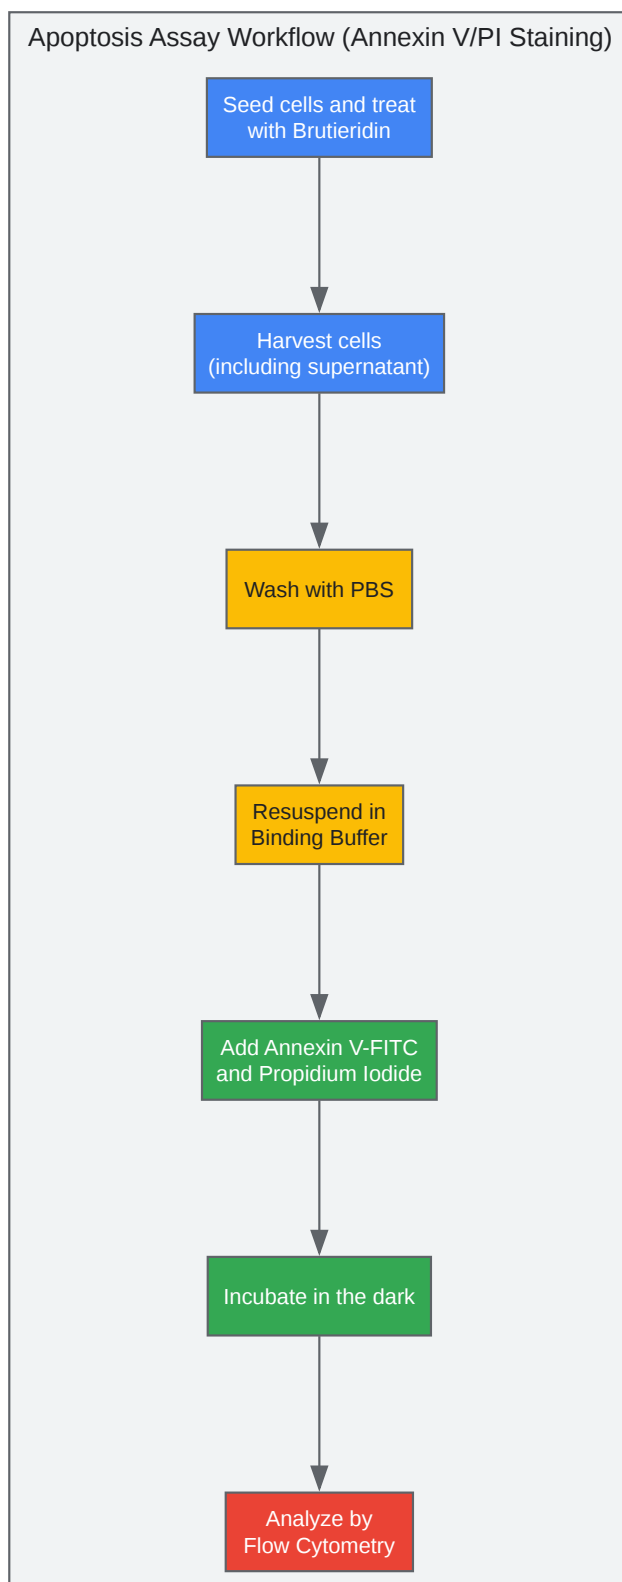 Apoptosis Assay Workflow (Annexin V/PI Staining)
Seed cells and treat
with Brutieridin
Harvest cells
(including supernatant)
Wash with PBS
Resuspend in
Binding Buffer
Add Annexin V-FITC
and Propidium Iodide
Incubate in the dark
Analyze by
Flow Cytometry